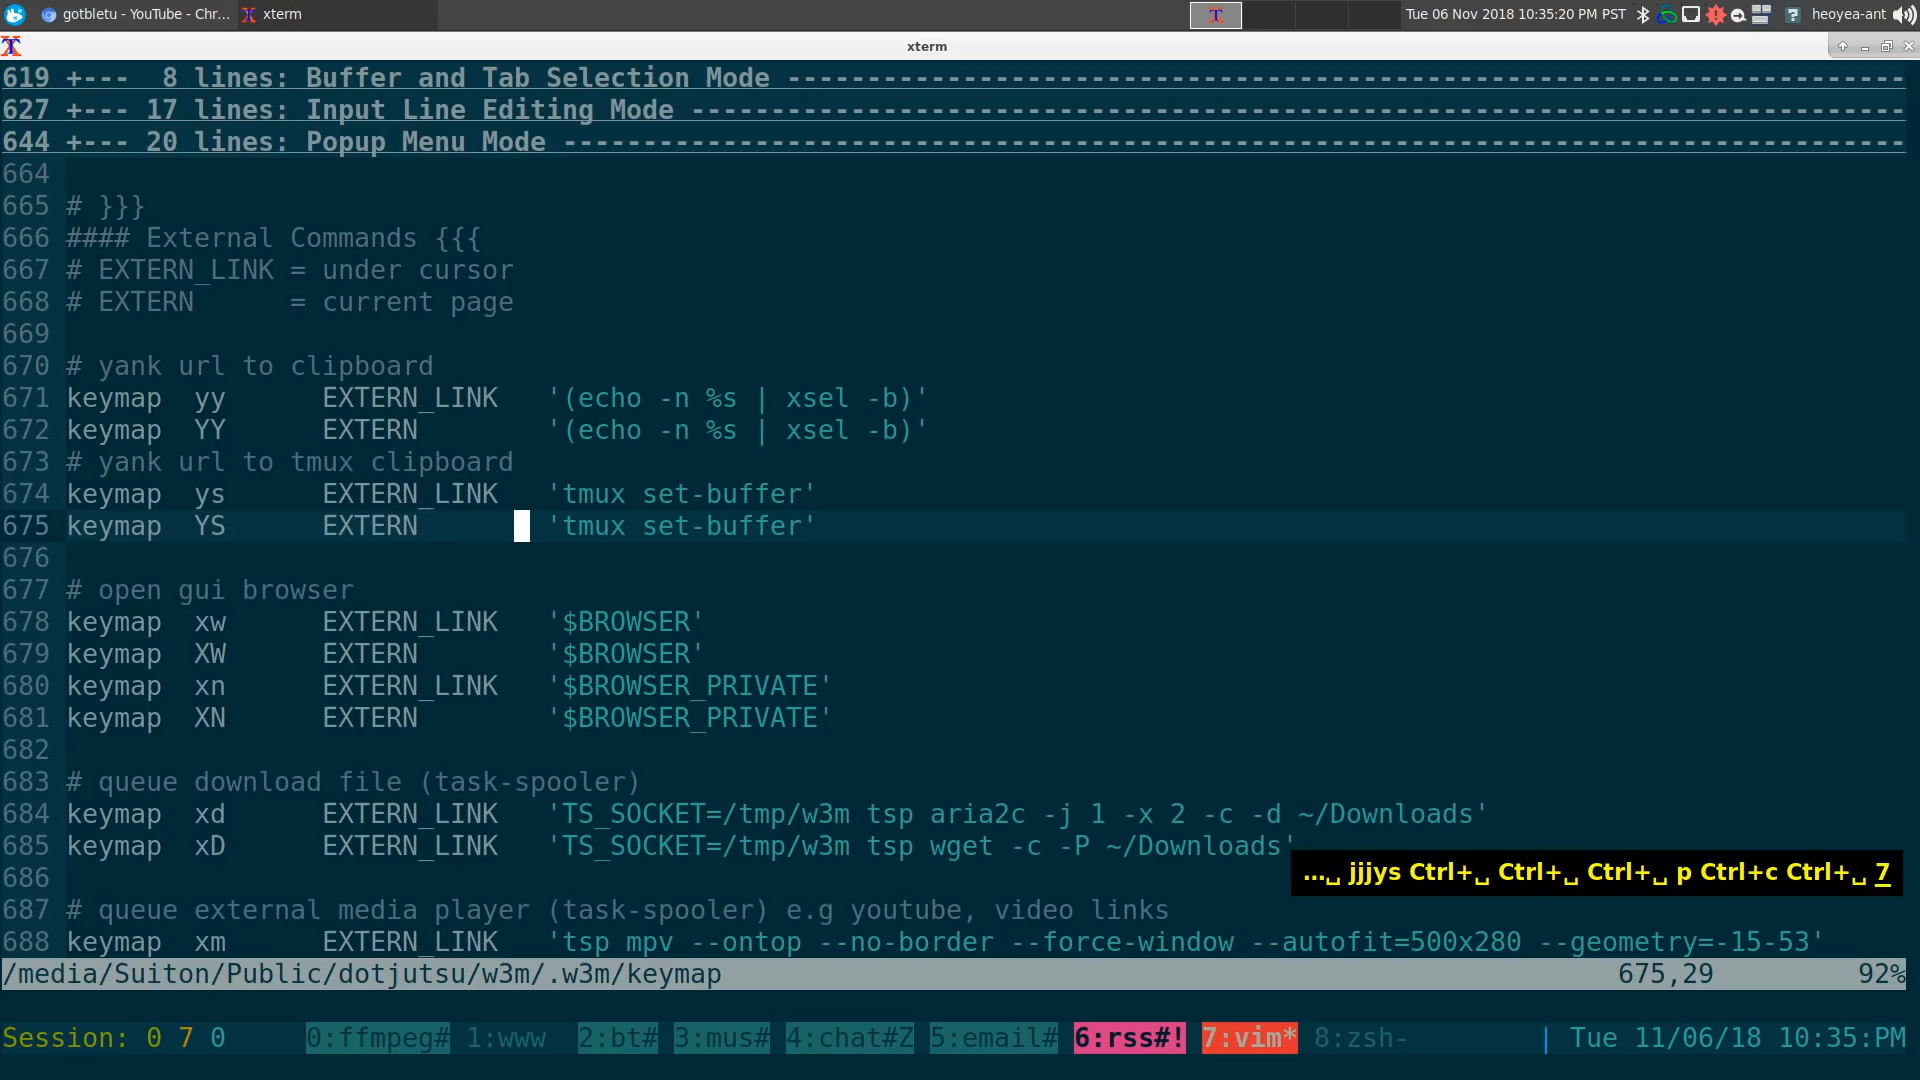 gotbletu - YouTube - Chr... xterm Tue 06 Nov 2018 10:35:20 PM PST heoyea-ant
xterm
619 +---  8 lines: Buffer and Tab Selection Mode ----------------------------------------------------------------------
627 +--- 17 lines: Input Line Editing Mode ----------------------------------------------------------------------------
644 +--- 20 lines: Popup Menu Mode ------------------------------------------------------------------------------------
664
665 # }}}
666 #### External Commands {{{
667 # EXTERN_LINK = under cursor
668 # EXTERN      = current page
669
670 # yank url to clipboard
671 keymap  yy      EXTERN_LINK   '(echo -n %s | xsel -b)'
672 keymap  YY      EXTERN        '(echo -n %s | xsel -b)'
673 # yank url to tmux clipboard
674 keymap  ys      EXTERN_LINK   'tmux set-buffer'
675 keymap  YS      EXTERN        'tmux set-buffer'
676
677 # open gui browser
678 keymap  xw      EXTERN_LINK   '$BROWSER'
679 keymap  XW      EXTERN        '$BROWSER'
680 keymap  xn      EXTERN_LINK   '$BROWSER_PRIVATE'
681 keymap  XN      EXTERN        '$BROWSER_PRIVATE'
682
683 # queue download file (task-spooler)
684 keymap  xd      EXTERN_LINK   'TS_SOCKET=/tmp/w3m tsp aria2c -j 1 -x 2 -c -d ~/Downloads'
685 keymap  xD      EXTERN_LINK   'TS_SOCKET=/tmp/w3m tsp wget -c -P ~/Downloads'
…␣ jjjys Ctrl+␣ Ctrl+␣ Ctrl+␣ p Ctrl+c Ctrl+␣ 7
686
687 # queue external media player (task-spooler) e.g youtube, video links
688 keymap  xm      EXTERN_LINK   'tsp mpv --ontop --no-border --force-window --autofit=500x280 --geometry=-15-53'
/media/Suiton/Public/dotjutsu/w3m/.w3m/keymap 675,29 92%
Session: 0 7 0 0:ffmpeg# 1:www 2:bt# 3:mus# 4:chat#Z 5:email# 6:rss#! 7:vim* 8:zsh- | Tue 11/06/18 10:35:PM